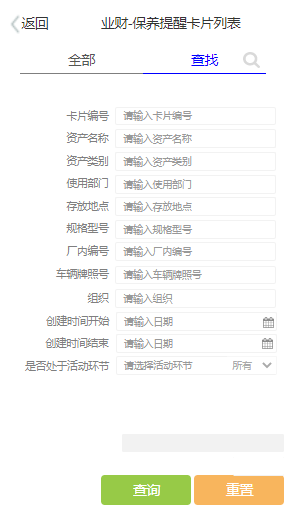 返回 业财-保养提醒卡片列表
全部 查找
卡片编号 请输入卡片编号
资产名称 请输入资产名称
资产类别 请输入资产类别
使用部门 请输入使用部门
存放地点 请输入存放地点
规格型号 请输入规格型号
厂内编号 请输入厂内编号
车辆牌照号 请输入车辆牌照号
组织 请输入组织
创建时间开始 请输入日期
创建时间结束 请输入日期
是否处于活动环节 请选择活动环节 所有
查询 重置